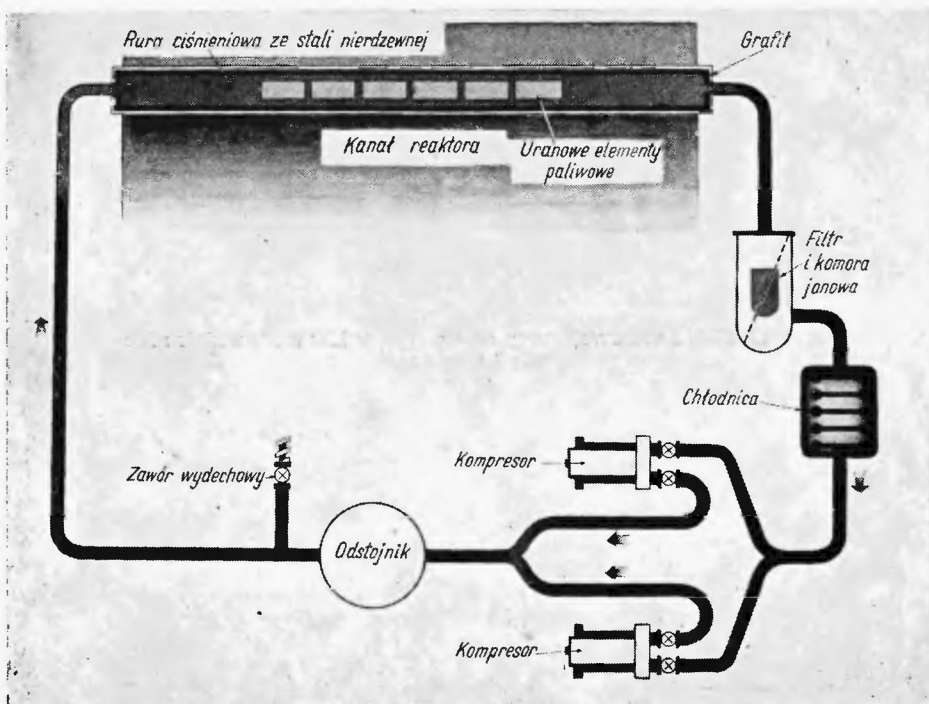 Rura ciśnieniowa ze stali nierdzewnej
Grafit
Kanał reaktora
Uranowe elementy
paliwowe
Filtr
i komora
jonowa
Chłodnica
Kompresor
Zawór wydechowy
Odstojnik
Kompresor